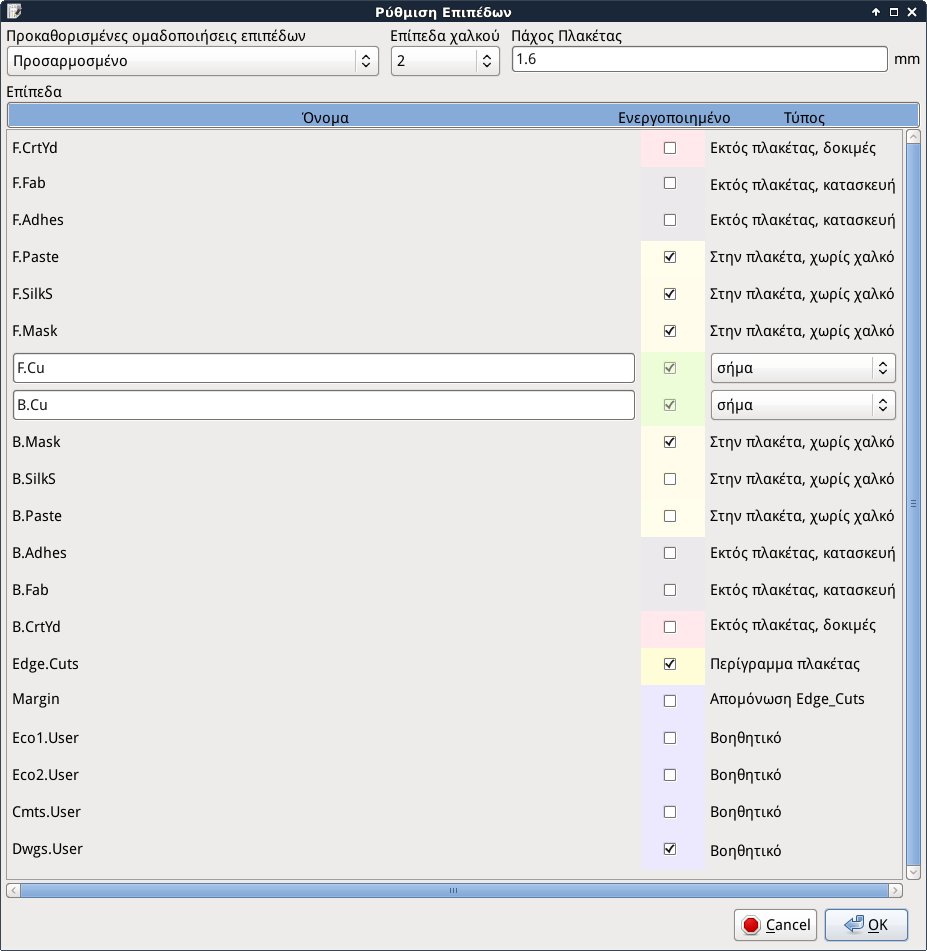 Ρύθμιση Επιπέδων
Προκαθορισμένες ομαδοποιήσεις επιπέδων Επίπεδα χαλκού Πάχος Πλακέτας
Προσαρμοσμένο 2 1.6 mm
Επίπεδα
Όνομα Ενεργοποιημένο Τύπος
F.CrtYd Εκτός πλακέτας, δοκιμές
F.Fab Εκτός πλακέτας, κατασκευή
F.Adhes Εκτός πλακέτας, κατασκευή
F.Paste Στην πλακέτα, χωρίς χαλκό
F.SilkS Στην πλακέτα, χωρίς χαλκό
F.Mask Στην πλακέτα, χωρίς χαλκό
F.Cu σήμα
B.Cu σήμα
B.Mask Στην πλακέτα, χωρίς χαλκό
B.SilkS Στην πλακέτα, χωρίς χαλκό
B.Paste Στην πλακέτα, χωρίς χαλκό
B.Adhes Εκτός πλακέτας, κατασκευή
B.Fab Εκτός πλακέτας, κατασκευή
B.CrtYd Εκτός πλακέτας, δοκιμές
Edge.Cuts Περίγραμμα πλακέτας
Margin Απομόνωση Edge_Cuts
Eco1.User Βοηθητικό
Eco2.User Βοηθητικό
Cmts.User Βοηθητικό
Dwgs.User Βοηθητικό
Cancel OK